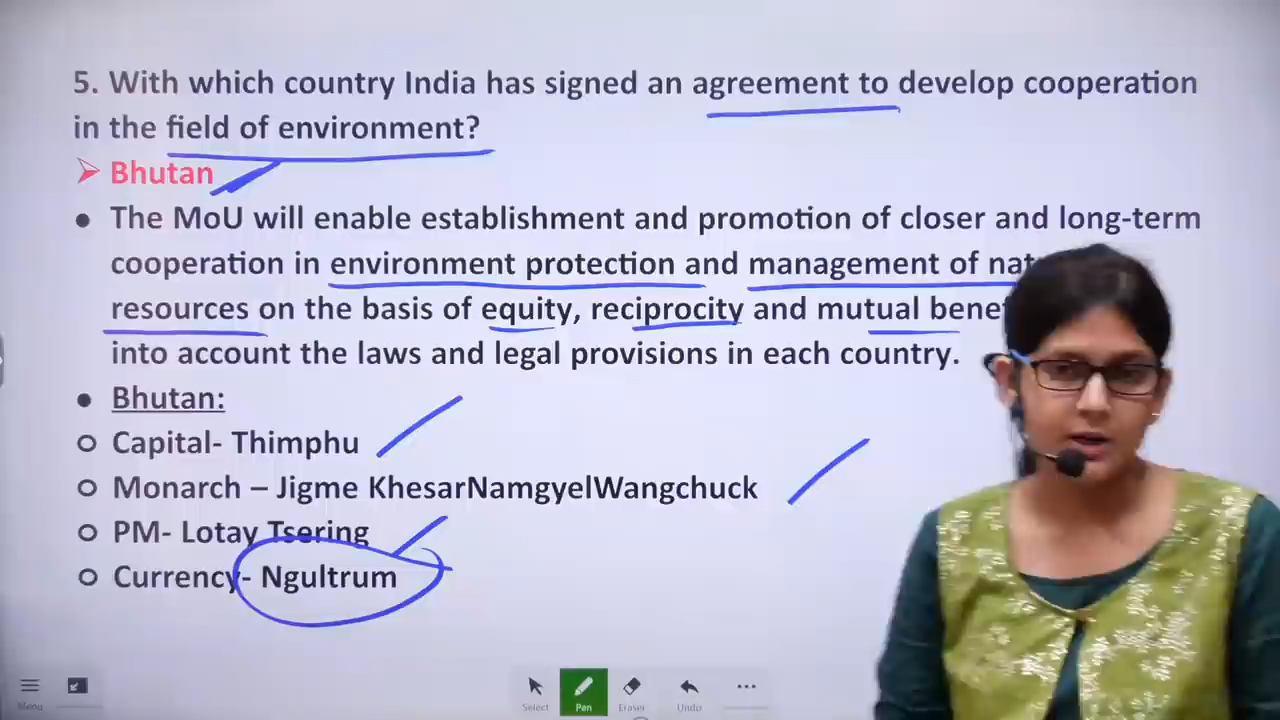 5. With which country India has signed an agreement to develop cooperation
in the field of environment?
Bhutan
The MoU will enable establishment and promotion of closer and long-term
cooperation in environment protection and management of
resources on the basis of equity, reciprocity and mutual
into account the laws and legal provisions in each country.
Bhutan:
Capital- Thimphu
Monarch – Jigme KhesarNamgyelWangchuck
PM- Lotay Tsering
Currency- Ngultrum
Menu Select Pen Eraser Undo